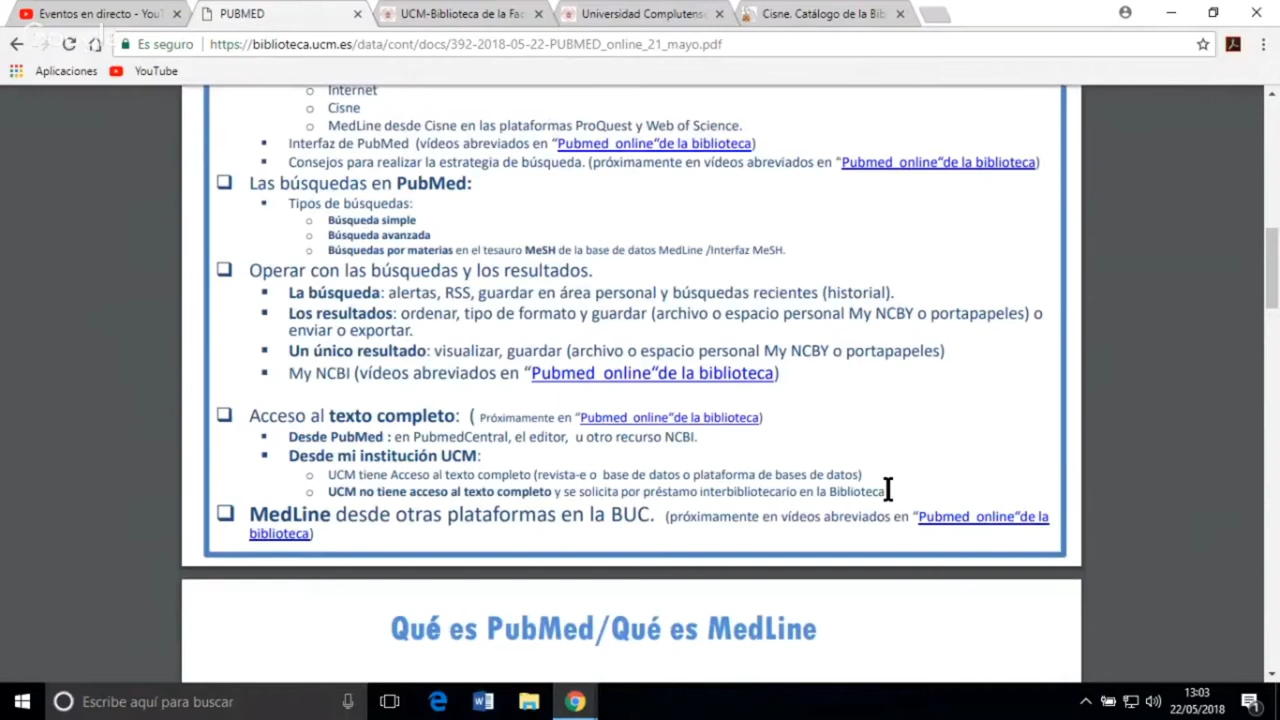 Eventos en directo - YouT
PUBMED
UCM-Biblioteca de la Fac
Universidad Complutens
Cisne. Catálogo de la Bib
Es seguro
https://biblioteca.ucm.es/data/cont/docs/392-2018-05-22-PUBMED_online_21_mayo.pdf
Aplicaciones
YouTube
Internet
Cisne
MedLine desde Cisne en las plataformas ProQuest y Web of Science.
Interfaz de PubMed (vídeos abreviados en “Pubmed online“de la biblioteca)
Consejos para realizar la estrategia de búsqueda. (próximamente en vídeos abreviados en “Pubmed online“de la biblioteca)
Las búsquedas en PubMed:
Tipos de búsquedas:
Búsqueda simple
Búsqueda avanzada
Búsquedas por materias en el tesauro MeSH de la base de datos MedLine /Interfaz MeSH.
Operar con las búsquedas y los resultados.
La búsqueda: alertas, RSS, guardar en área personal y búsquedas recientes (historial).
Los resultados: ordenar, tipo de formato y guardar (archivo o espacio personal My NCBY o portapapeles) o
enviar o exportar.
Un único resultado: visualizar, guardar (archivo o espacio personal My NCBY o portapapeles)
My NCBI (vídeos abreviados en “Pubmed online“de la biblioteca)
Acceso al texto completo: ( Próximamente en “Pubmed online“de la biblioteca)
Desde PubMed : en PubmedCentral, el editor, u otro recurso NCBI.
Desde mi institución UCM:
UCM tiene Acceso al texto completo (revista-e o base de datos o plataforma de bases de datos)
UCM no tiene acceso al texto completo y se solicita por préstamo interbibliotecario en la Biblioteca
MedLine desde otras plataformas en la BUC. (próximamente en vídeos abreviados en “Pubmed online“de la
biblioteca)
Qué es PubMed/Qué es MedLine
Escribe aquí para buscar
13:03
22/05/2018